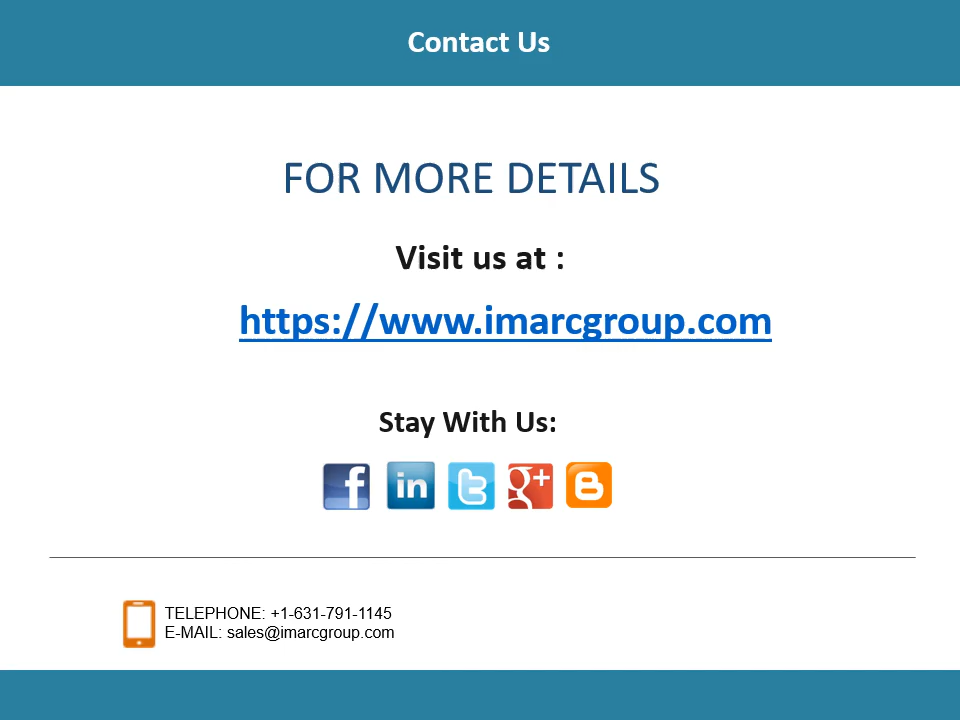 Contact Us
FOR MORE DETAILS
Visit us at :
https://www.imarcgroup.com
Stay With Us:
f in t g+ B
TELEPHONE: +1-631-791-1145
E-MAIL: sales@imarcgroup.com